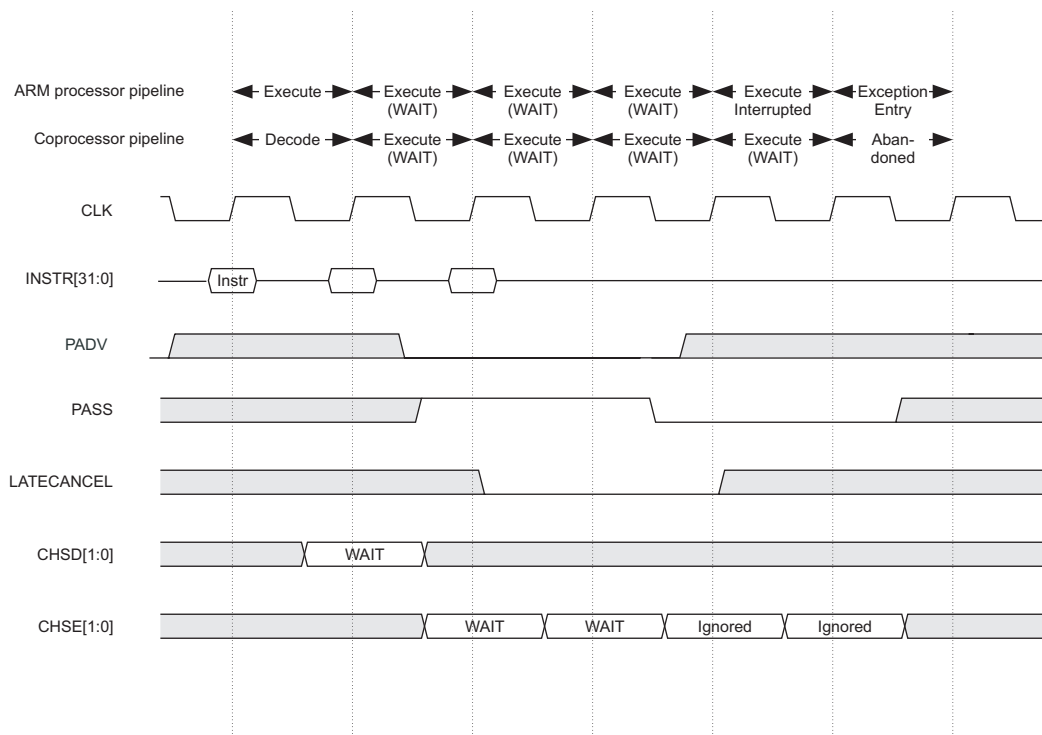 ARM processor pipeline Execute Execute Execute Execute Execute Exception
(WAIT) (WAIT) (WAIT) Interrupted Entry
Coprocessor pipeline Decode Execute Execute Execute Execute Aban-
(WAIT) (WAIT) (WAIT) (WAIT) doned
CLK
INSTR[31:0] Instr
PADV
PASS
LATECANCEL
CHSD[1:0] WAIT
CHSE[1:0] WAIT WAIT Ignored Ignored